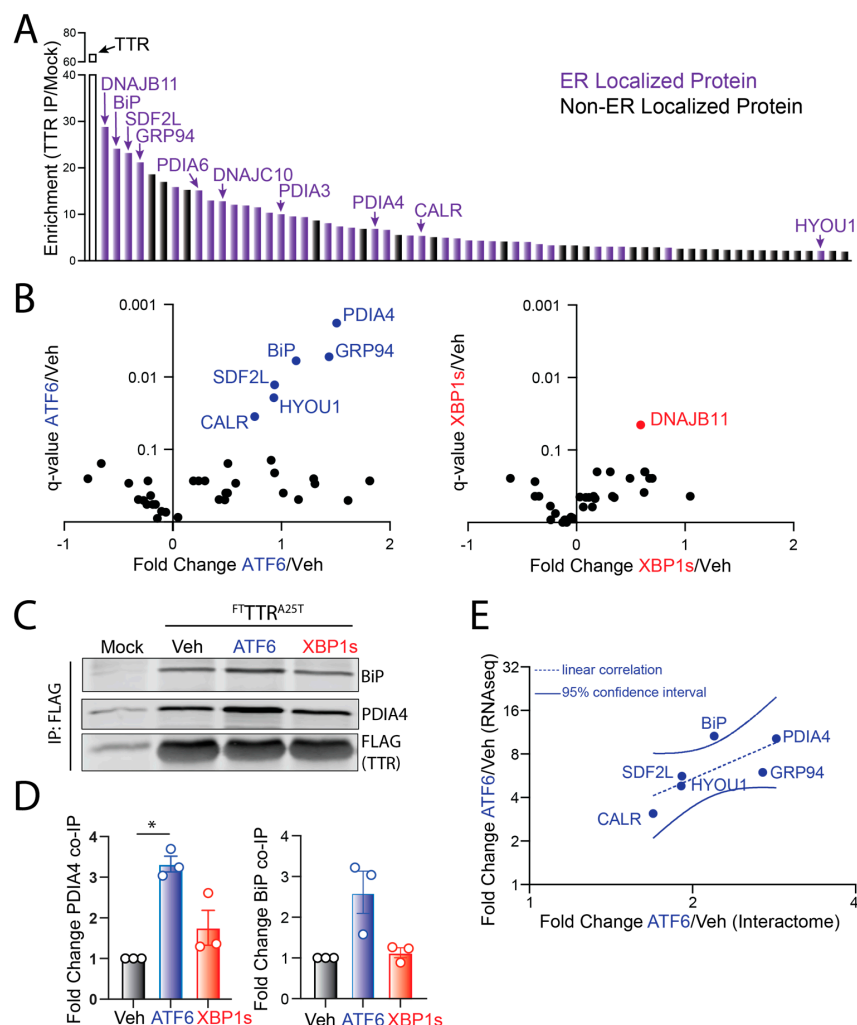 A
80
60
40
30
20
10
0
Enrichment (TTR IP/Mock)
TTR
DNAJB11
BiP
SDF2L
GRP94
PDIA6
DNAJC10
PDIA3
PDIA4
CALR
HYOU1
ER Localized Protein
Non-ER Localized Protein
B
q-value ATF6/Veh
0.001
0.01
0.1
PDIA4
BiP
GRP94
SDF2L
HYOU1
CALR
-1
0
1
2
Fold Change ATF6/Veh
q-value XBP1s/Veh
0.001
0.01
0.1
DNAJB11
-1
0
1
2
Fold Change XBP1s/Veh
C
FTTTRA25T
Mock
Veh
ATF6
XBP1s
IP: FLAG
BiP
PDIA4
FLAG
(TTR)
D
Fold Change PDIA4 co-IP
4
3
2
1
0
*
Veh
ATF6
XBP1s
Fold Change BiP co-IP
4
3
2
1
0
Veh
ATF6
XBP1s
E
Fold Change ATF6/Veh (RNAseq)
32
16
8
4
2
1
linear correlation
95% confidence interval
BiP
PDIA4
SDF2L
HYOU1
GRP94
CALR
1
2
4
Fold Change ATF6/Veh (Interactome)